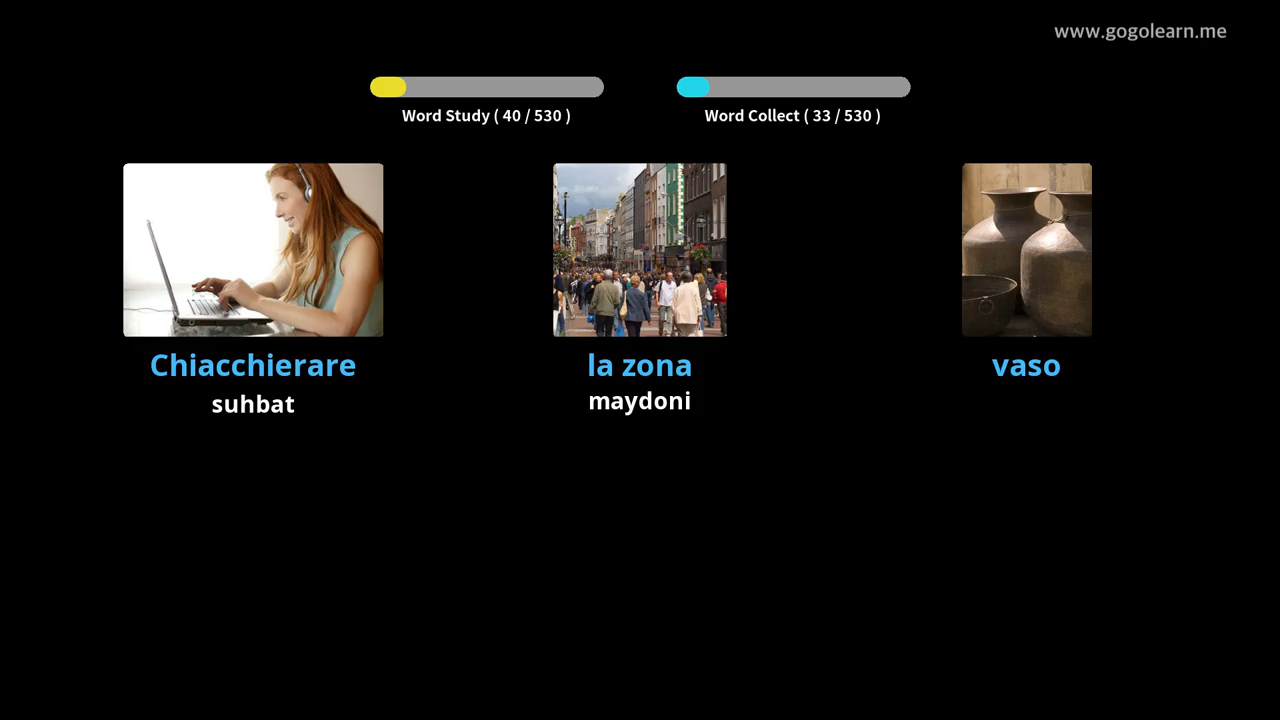 www.gogolearn.me
Word Study ( 40 / 530 )
Word Collect ( 33 / 530 )
Chiacchierare
suhbat
la zona
maydoni
vaso